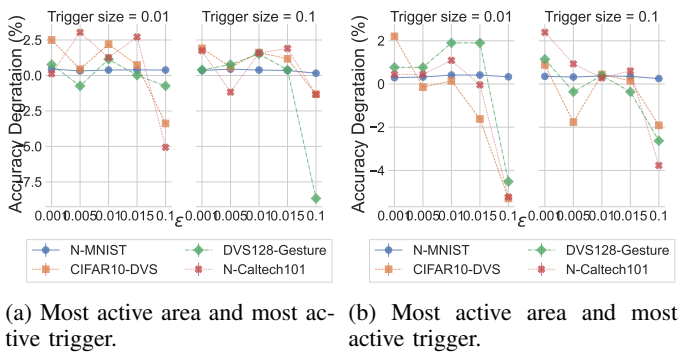 Trigger size = 0.01 Trigger size = 0.1
Accuracy Degrataion (%)
2.5
0.0
2.5
5.0
7.5
0.001 0.005 0.010 0.015 0.1 0.001 0.005 0.010 0.015 0.1
ε
N-MNIST DVS128-Gesture
CIFAR10-DVS N-Caltech101
(a) Most active area and most ac-
tive trigger.
Trigger size = 0.01 Trigger size = 0.1
Accuracy Degrataion (%)
2
0
−2
−4
0.001 0.005 0.010 0.015 0.1 0.001 0.005 0.010 0.015 0.1
ε
N-MNIST DVS128-Gesture
CIFAR10-DVS N-Caltech101
(b) Most active area and most
active trigger.